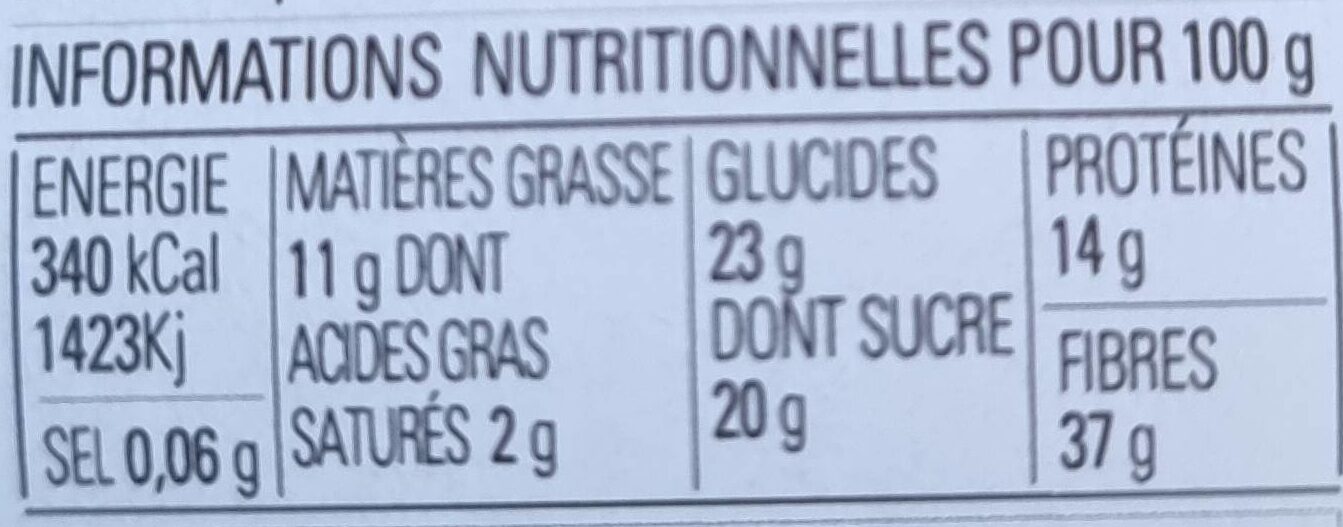 INFORMATIONS NUTRITIONNELLES POUR 100 g
ENERGIE
340 kCal
1423Kj
SEL 0,06 g
MATIÈRES GRASSE
11 g DONT
ACIDES GRAS
SATURÉS 2 g
GLUCIDES
23 g
DONT SUCRE
20 g
PROTÉINES
14 g
FIBRES
37 g